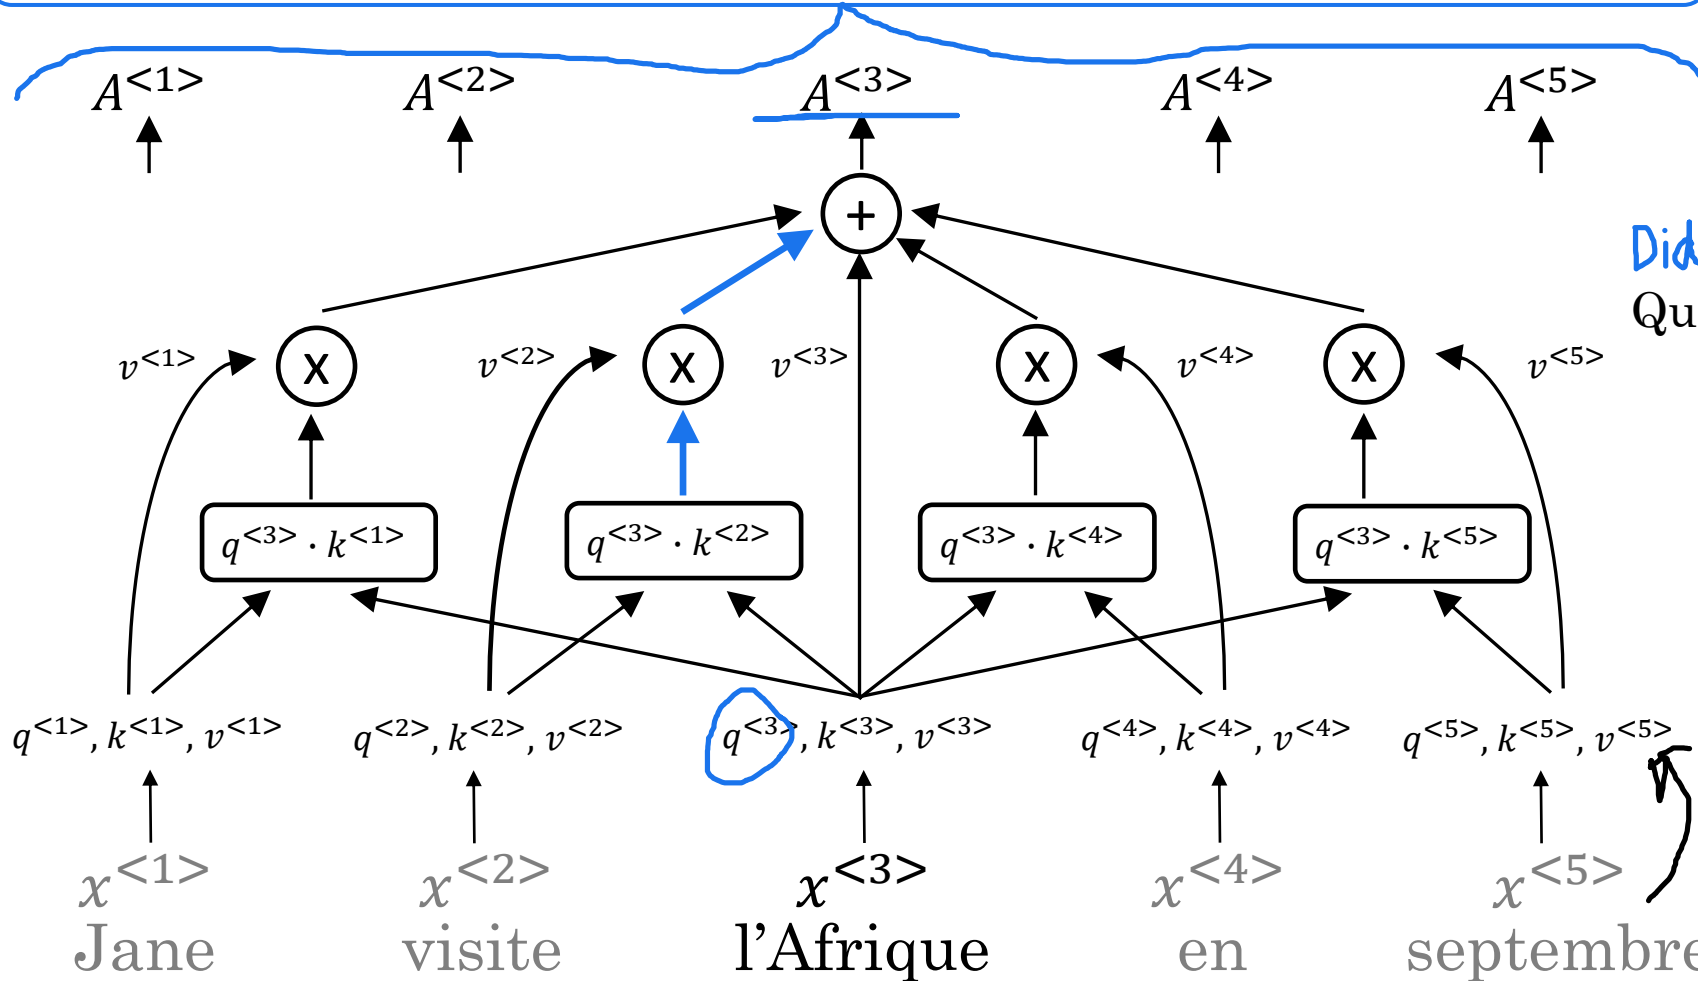 A<1> A<2> A<3> A<4> A<5>
+
Did
Qu
v<1> x v<2> x v<3> x v<4> x v<5>
q<3> · k<1> q<3> · k<2> q<3> · k<4> q<3> · k<5>
q<1>, k<1>, v<1> q<2>, k<2>, v<2> q<3>, k<3>, v<3> q<4>, k<4>, v<4> q<5>, k<5>, v<5>
x<1> x<2> x<3> x<4> x<5>
Jane visite l'Afrique en septembre